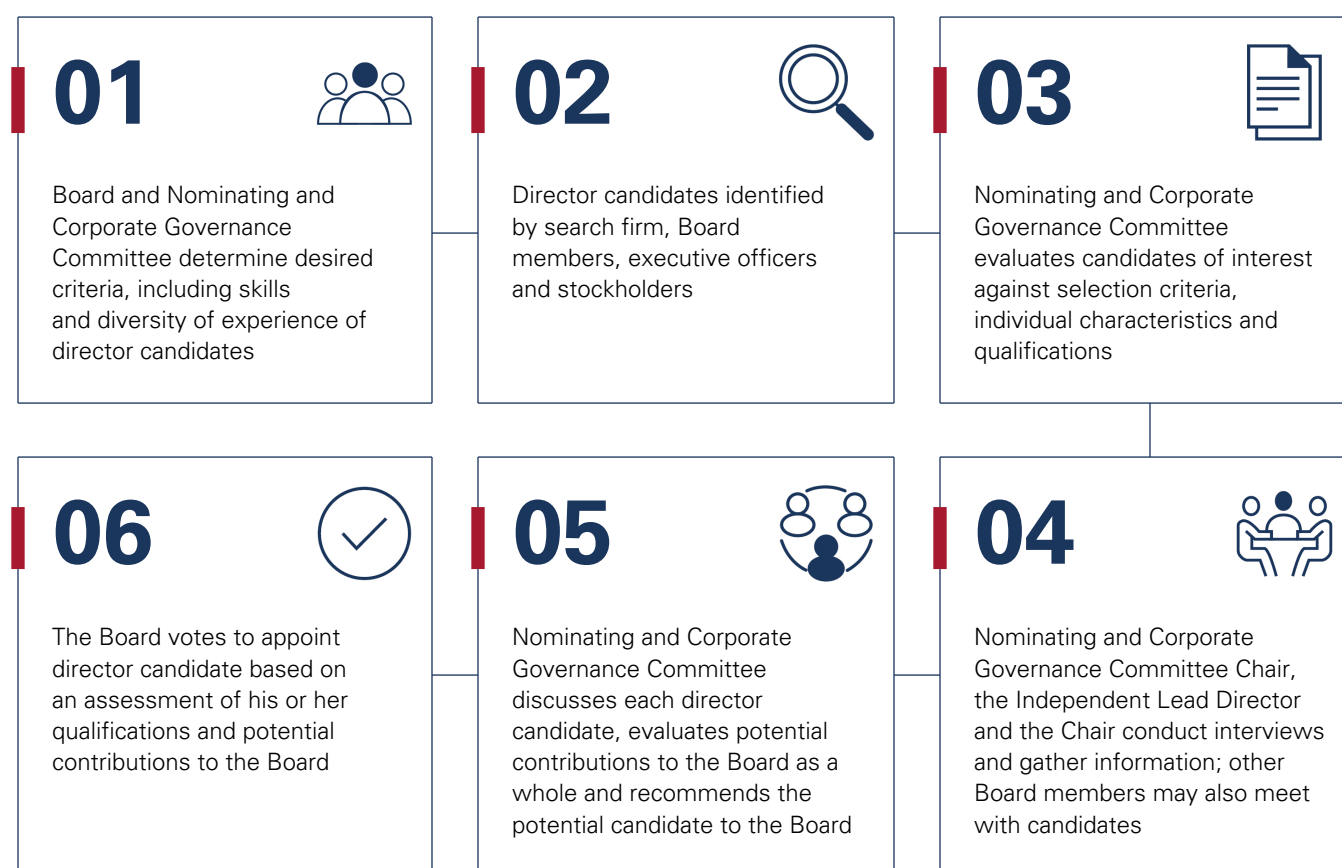 01
Board and Nominating and
Corporate Governance
Committee determine desired
criteria, including skills
and diversity of experience of
director candidates
02
Director candidates identified
by search firm, Board
members, executive officers
and stockholders
03
Nominating and Corporate
Governance Committee
evaluates candidates of interest
against selection criteria,
individual characteristics and
qualifications
04
Nominating and Corporate
Governance Committee Chair,
the Independent Lead Director
and the Chair conduct interviews
and gather information; other
Board members may also meet
with candidates
05
Nominating and Corporate
Governance Committee
discusses each director
candidate, evaluates potential
contributions to the Board as a
whole and recommends the
potential candidate to the Board
06
The Board votes to appoint
director candidate based on
an assessment of his or her
qualifications and potential
contributions to the Board